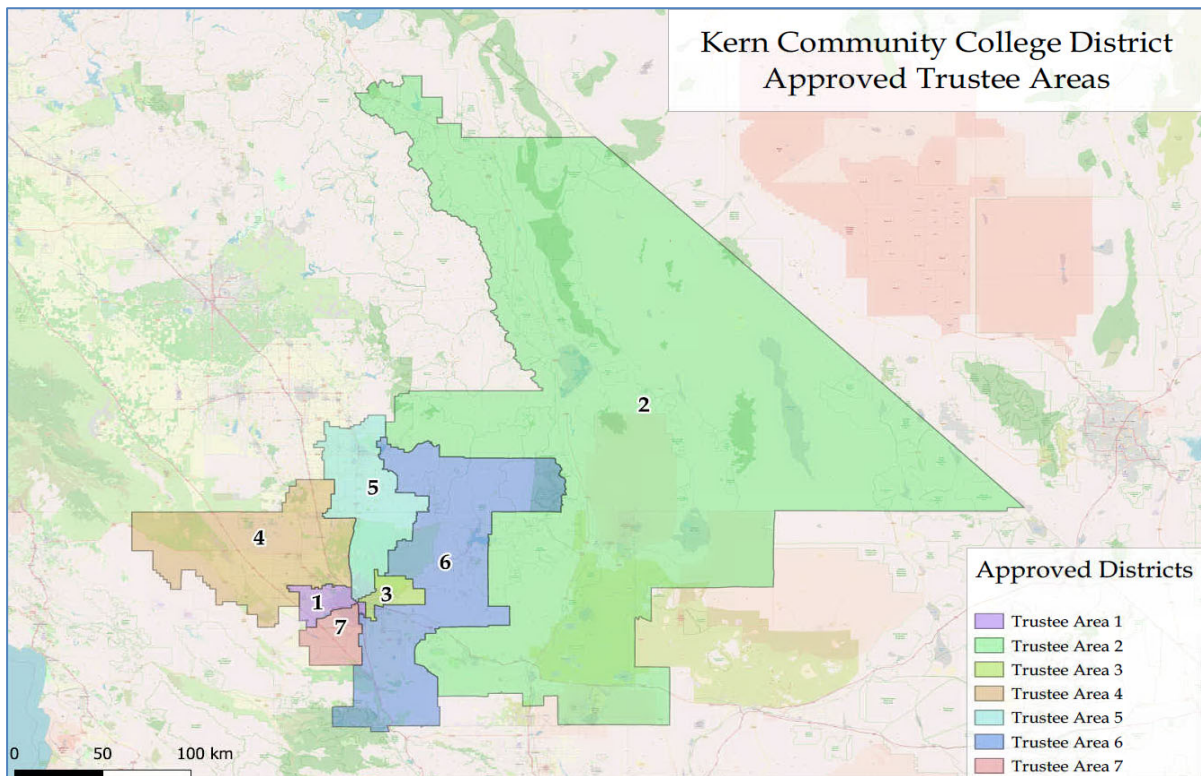 Kern Community College District
Approved Trustee Areas
2
5
4
6
3
1
7
Approved Districts
Trustee Area 1
Trustee Area 2
Trustee Area 3
Trustee Area 4
Trustee Area 5
Trustee Area 6
Trustee Area 7
0 50 100 km